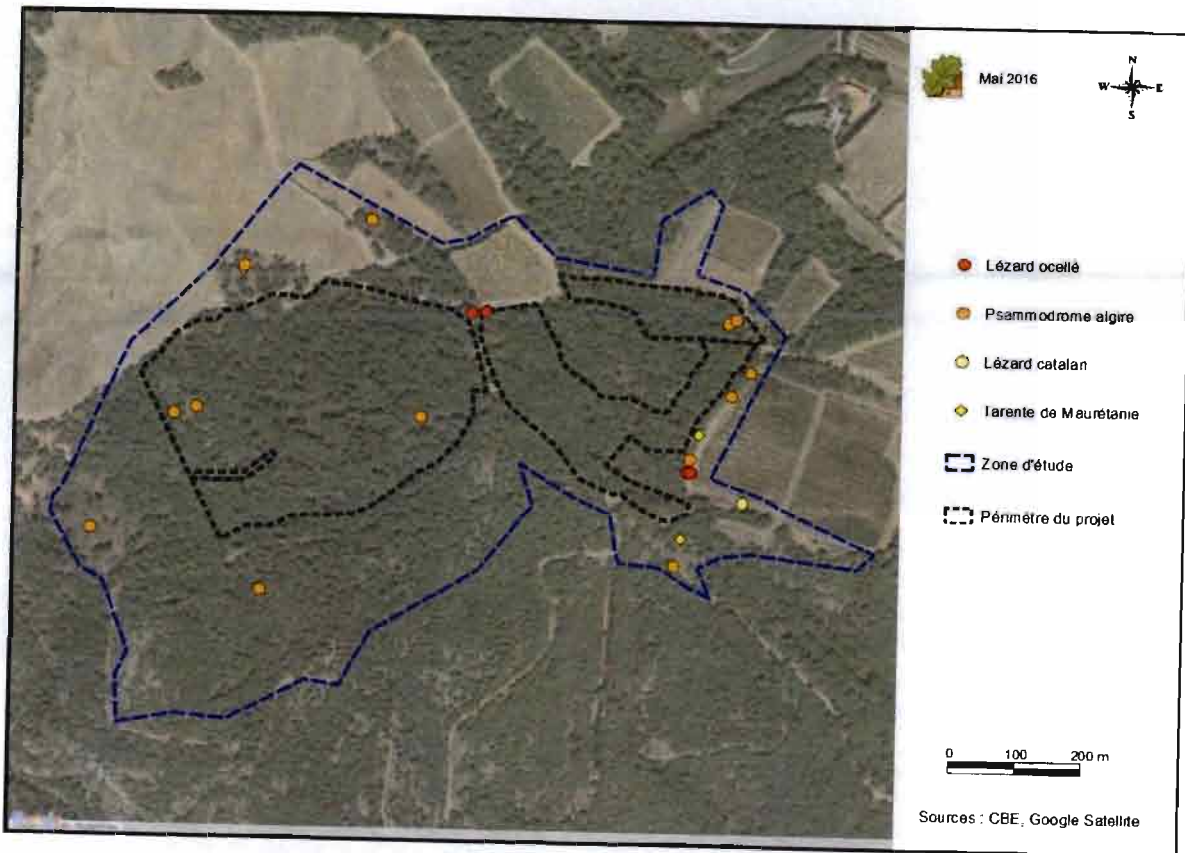 Mai 2016
N
W E
S
Lézard ocellé
Psammodrome algire
Lézard catalan
Tarente de Maurétanie
Zone d'étude
Périmètre du projet
0 100 200 m
Sources : CBE, Google Satellite